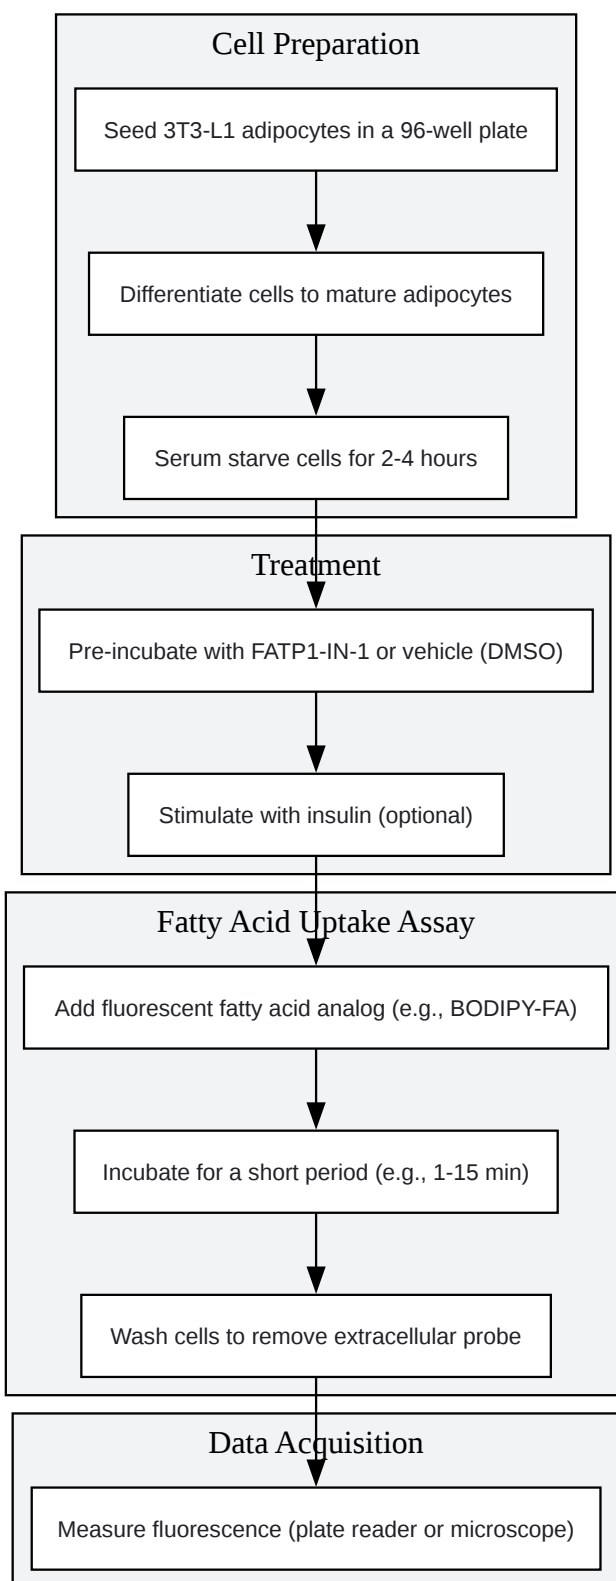 Cell Preparation
Seed 3T3-L1 adipocytes in a 96-well plate
Differentiate cells to mature adipocytes
Serum starve cells for 2-4 hours
Treatment
Pre-incubate with FATP1-IN-1 or vehicle (DMSO)
Stimulate with insulin (optional)
Fatty Acid Uptake Assay
Add fluorescent fatty acid analog (e.g., BODIPY-FA)
Incubate for a short period (e.g., 1-15 min)
Wash cells to remove extracellular probe
Data Acquisition
Measure fluorescence (plate reader or microscope)